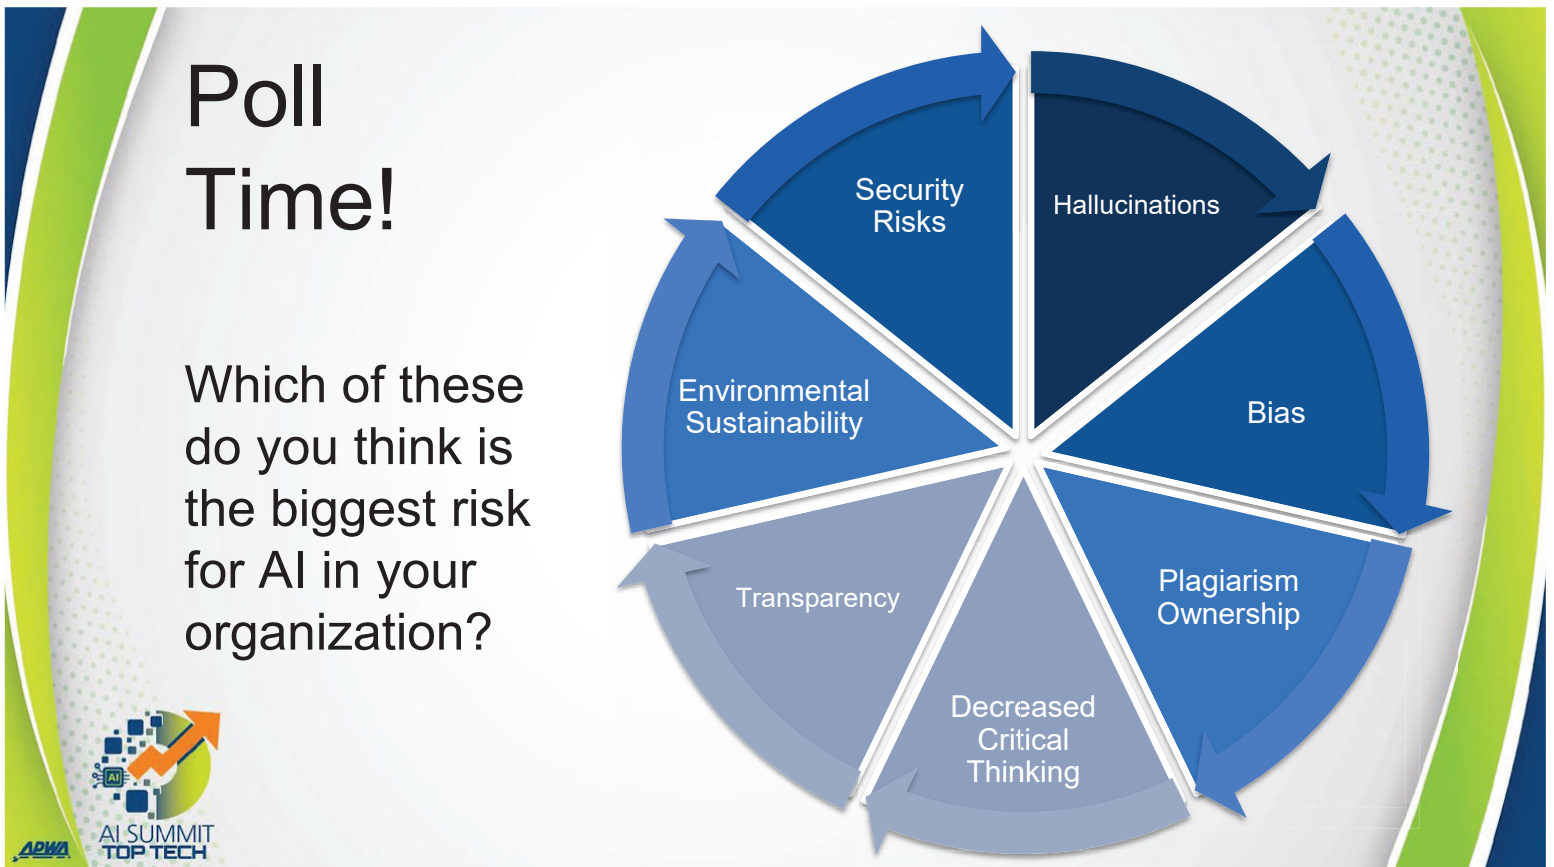 Poll
Time!
Which of these
do you think is
the biggest risk
for AI in your
organization?
Hallucinations
Bias
Plagiarism
Ownership
Decreased
Critical
Thinking
Transparency
Environmental
Sustainability
Security
Risks
AI
AI SUMMIT
TOP TECH
APWA